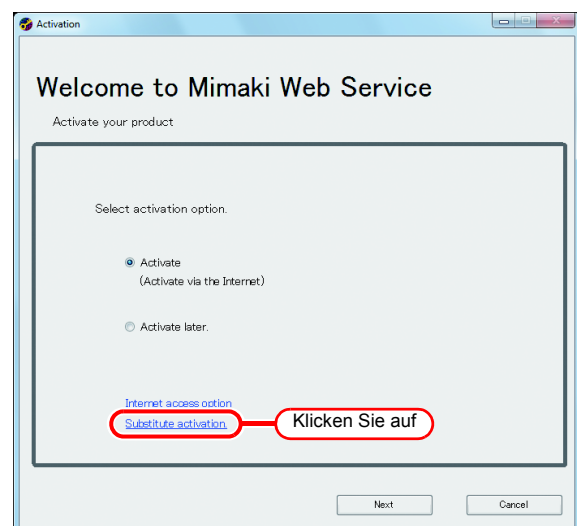 Activation
Welcome to Mimaki Web Service
Activate your product
Select activation option.
Activate
(Activate via the Internet)
Activate later.
Internet access option
Substitute activation.
Klicken Sie auf
Next
Cancel